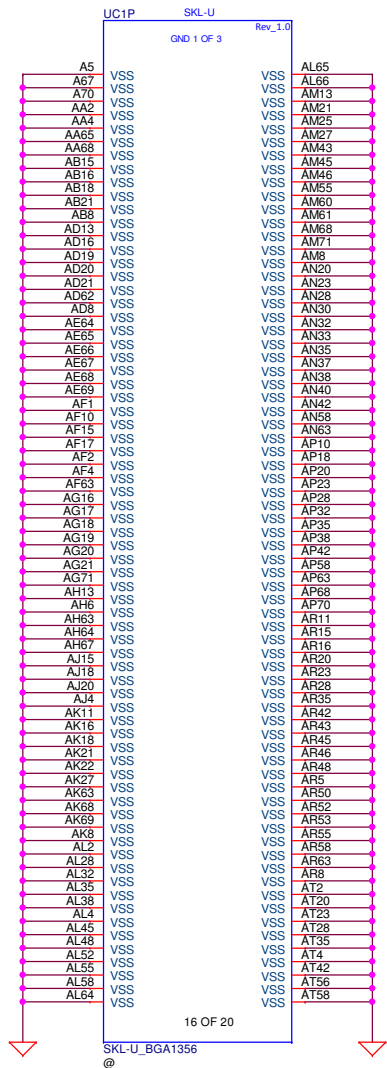 UC1P SKL-U
Rev_1.0
GND 1 OF 3
A5 VSS VSS AL65
A67 VSS VSS AL66
A70 VSS VSS AM13
AA2 VSS VSS AM21
AA4 VSS VSS AM25
AA65 VSS VSS AM27
AA68 VSS VSS AM43
AB15 VSS VSS AM45
AB16 VSS VSS AM46
AB18 VSS VSS AM55
AB21 VSS VSS AM60
AB8 VSS VSS AM61
AD13 VSS VSS AM68
AD16 VSS VSS AM71
AD19 VSS VSS AM8
AD20 VSS VSS AN20
AD21 VSS VSS AN23
AD62 VSS VSS AN28
AD8 VSS VSS AN30
AE64 VSS VSS AN32
AE65 VSS VSS AN33
AE66 VSS VSS AN35
AE67 VSS VSS AN37
AE68 VSS VSS AN38
AE69 VSS VSS AN40
AF1 VSS VSS AN42
AF10 VSS VSS AN58
AF15 VSS VSS AN63
AF17 VSS VSS AP10
AF2 VSS VSS AP18
AF4 VSS VSS AP20
AF63 VSS VSS AP23
AG16 VSS VSS AP28
AG17 VSS VSS AP32
AG18 VSS VSS AP35
AG19 VSS VSS AP38
AG20 VSS VSS AP42
AG21 VSS VSS AP58
AG71 VSS VSS AP63
AH13 VSS VSS AP68
AH6 VSS VSS AP70
AH63 VSS VSS AR11
AH64 VSS VSS AR15
AH67 VSS VSS AR16
AJ15 VSS VSS AR20
AJ18 VSS VSS AR23
AJ20 VSS VSS AR28
AJ4 VSS VSS AR35
AK11 VSS VSS AR42
AK16 VSS VSS AR43
AK18 VSS VSS AR45
AK21 VSS VSS AR46
AK22 VSS VSS AR48
AK27 VSS VSS AR5
AK63 VSS VSS AR50
AK68 VSS VSS AR52
AK69 VSS VSS AR53
AK8 VSS VSS AR55
AL2 VSS VSS AR58
AL28 VSS VSS AR63
AL32 VSS VSS AR8
AL35 VSS VSS AT2
AL38 VSS VSS AT20
AL4 VSS VSS AT23
AL45 VSS VSS AT28
AL48 VSS VSS AT35
AL52 VSS VSS AT4
AL55 VSS VSS AT42
AL58 VSS VSS AT56
AL64 VSS VSS AT58
16 OF 20
SKL-U_BGA1356
@